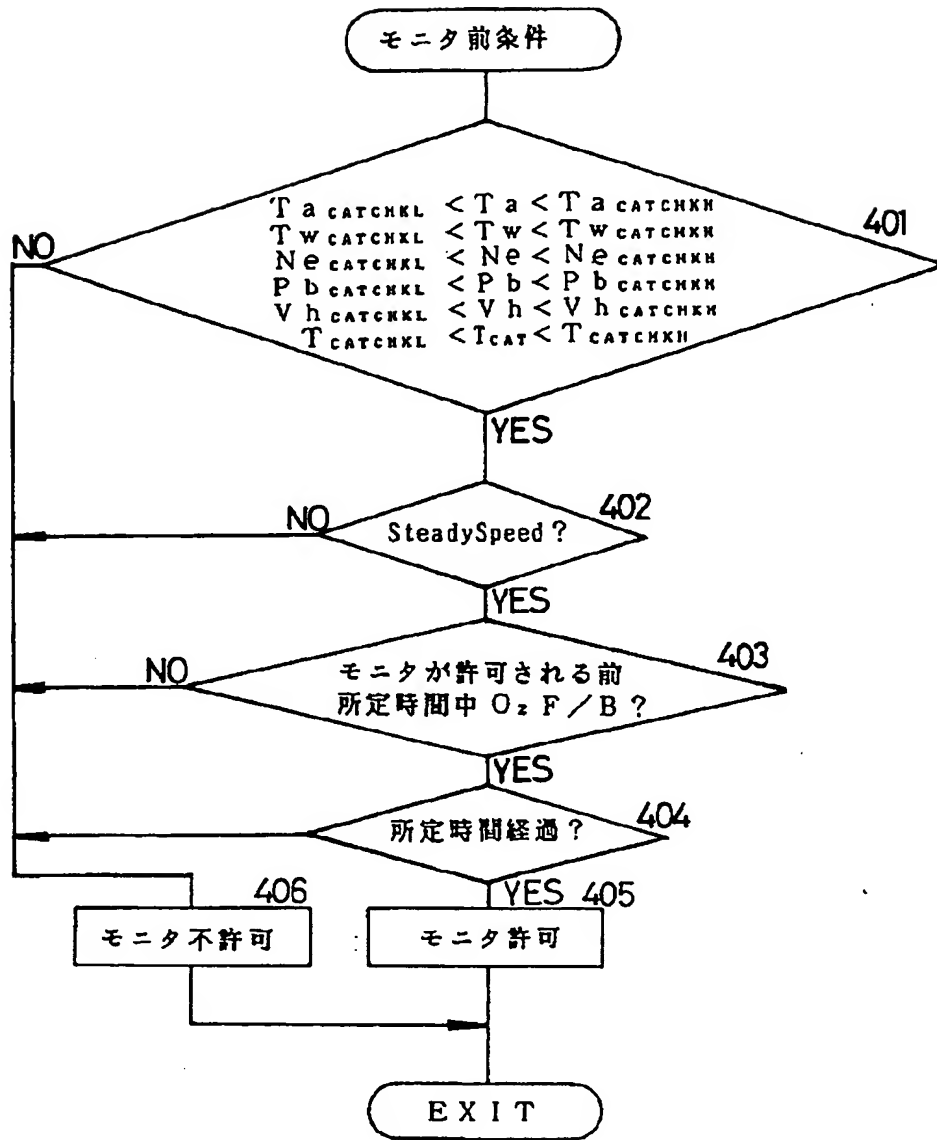 モニタ前条件
Ta CATCHKL < Ta < Ta CATCHKH
Tw CATCHKL < Tw < Tw CATCHKH
Ne CATCHKL < Ne < Ne CATCHKH
Pb CATCHKL < Pb < Pb CATCHKH
Vh CATCHKL < Vh < Vh CATCHKH
T CATCHKL < TCAT < T CATCHKH
401
NO
YES
402
NO
SteadySpeed?
YES
403
NO
モニタが許可される前
所定時間中 O₂ F/B?
YES
404
所定時間経過?
YES 405
406
モニタ不許可
モニタ許可
EXIT